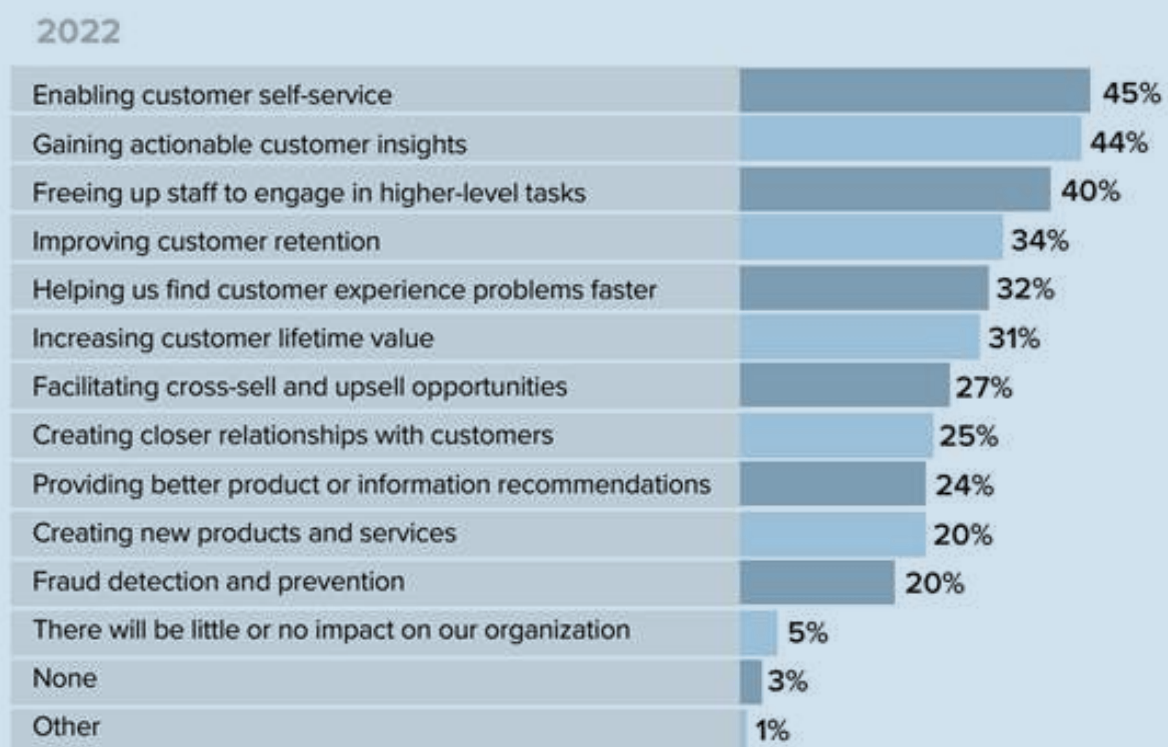 2022
Enabling customer self-service 45%
Gaining actionable customer insights 44%
Freeing up staff to engage in higher-level tasks 40%
Improving customer retention 34%
Helping us find customer experience problems faster 32%
Increasing customer lifetime value 31%
Facilitating cross-sell and upsell opportunities 27%
Creating closer relationships with customers 25%
Providing better product or information recommendations 24%
Creating new products and services 20%
Fraud detection and prevention 20%
There will be little or no impact on our organization 5%
None 3%
Other 1%